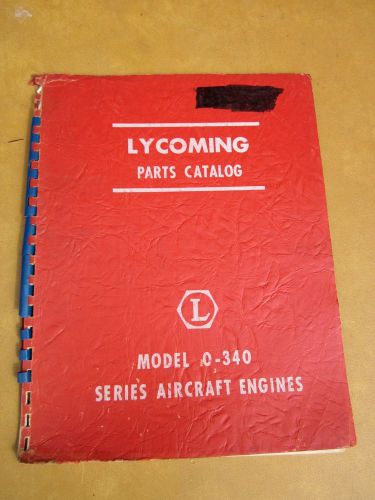 LYCOMING
PARTS CATALOG
L
MODEL O-340
SERIES AIRCRAFT ENGINES